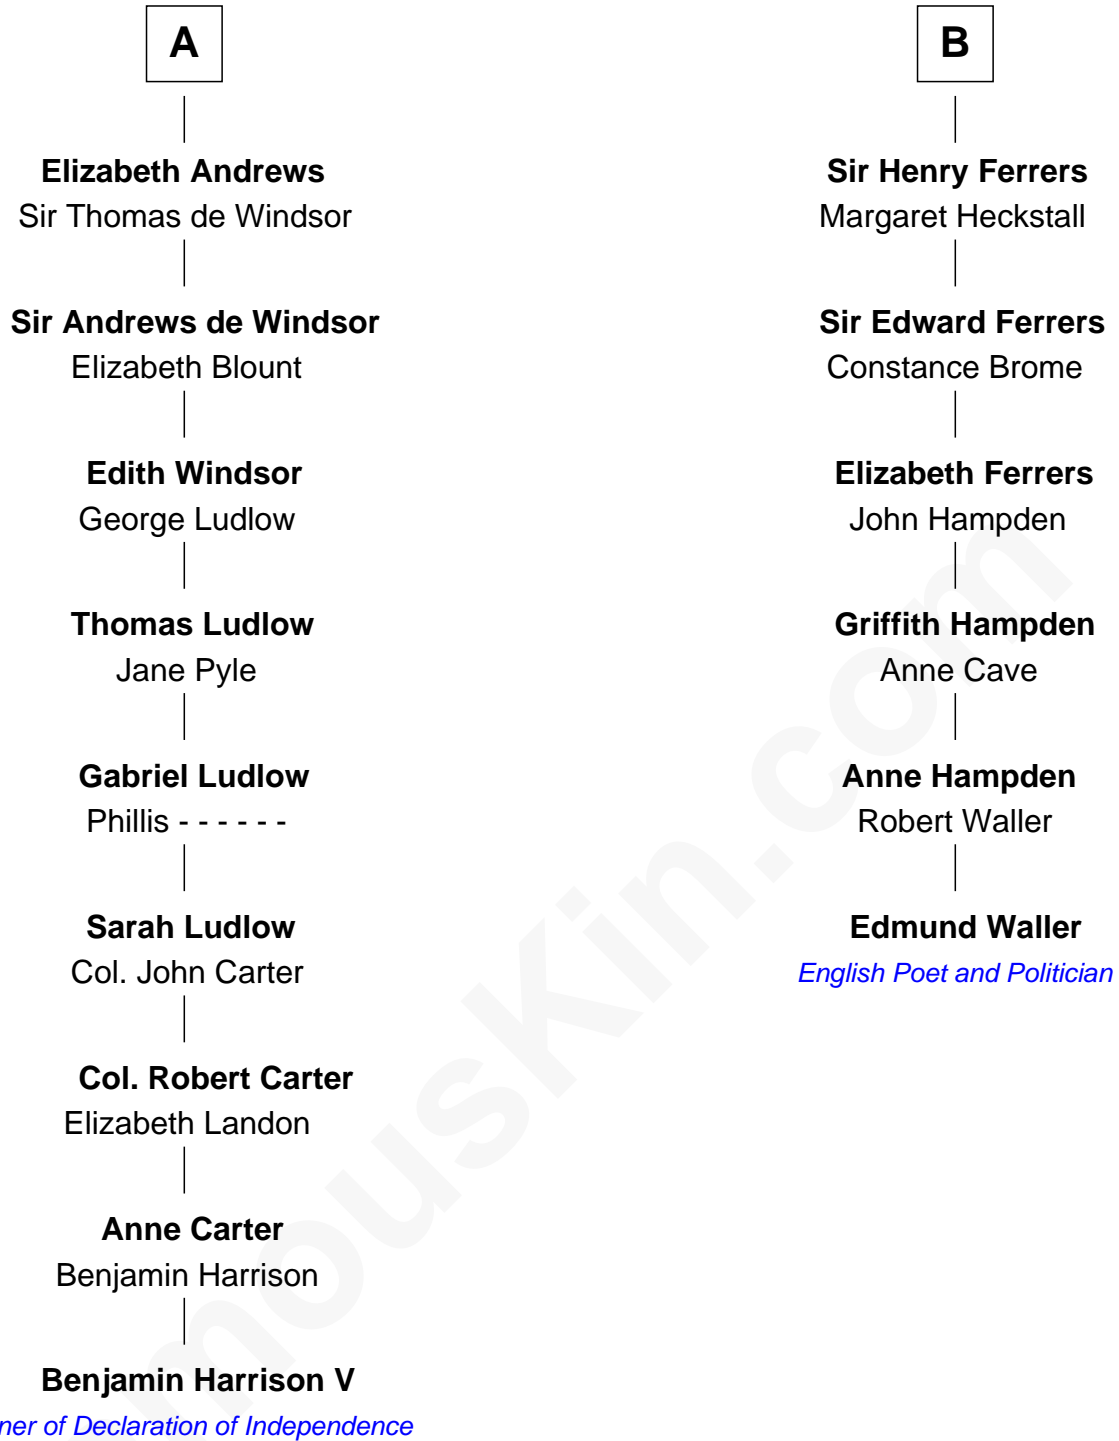 A
Elizabeth Andrews
Sir Thomas de Windsor
Sir Andrews de Windsor
Elizabeth Blount
Edith Windsor
George Ludlow
Thomas Ludlow
Jane Pyle
Gabriel Ludlow
Phillis - - - - - -
Sarah Ludlow
Col. John Carter
Col. Robert Carter
Elizabeth Landon
Anne Carter
Benjamin Harrison
Benjamin Harrison V
ner of Declaration of Independence
B
Sir Henry Ferrers
Margaret Heckstall
Sir Edward Ferrers
Constance Brome
Elizabeth Ferrers
John Hampden
Griffith Hampden
Anne Cave
Anne Hampden
Robert Waller
Edmund Waller
English Poet and Politician
mousKin.com